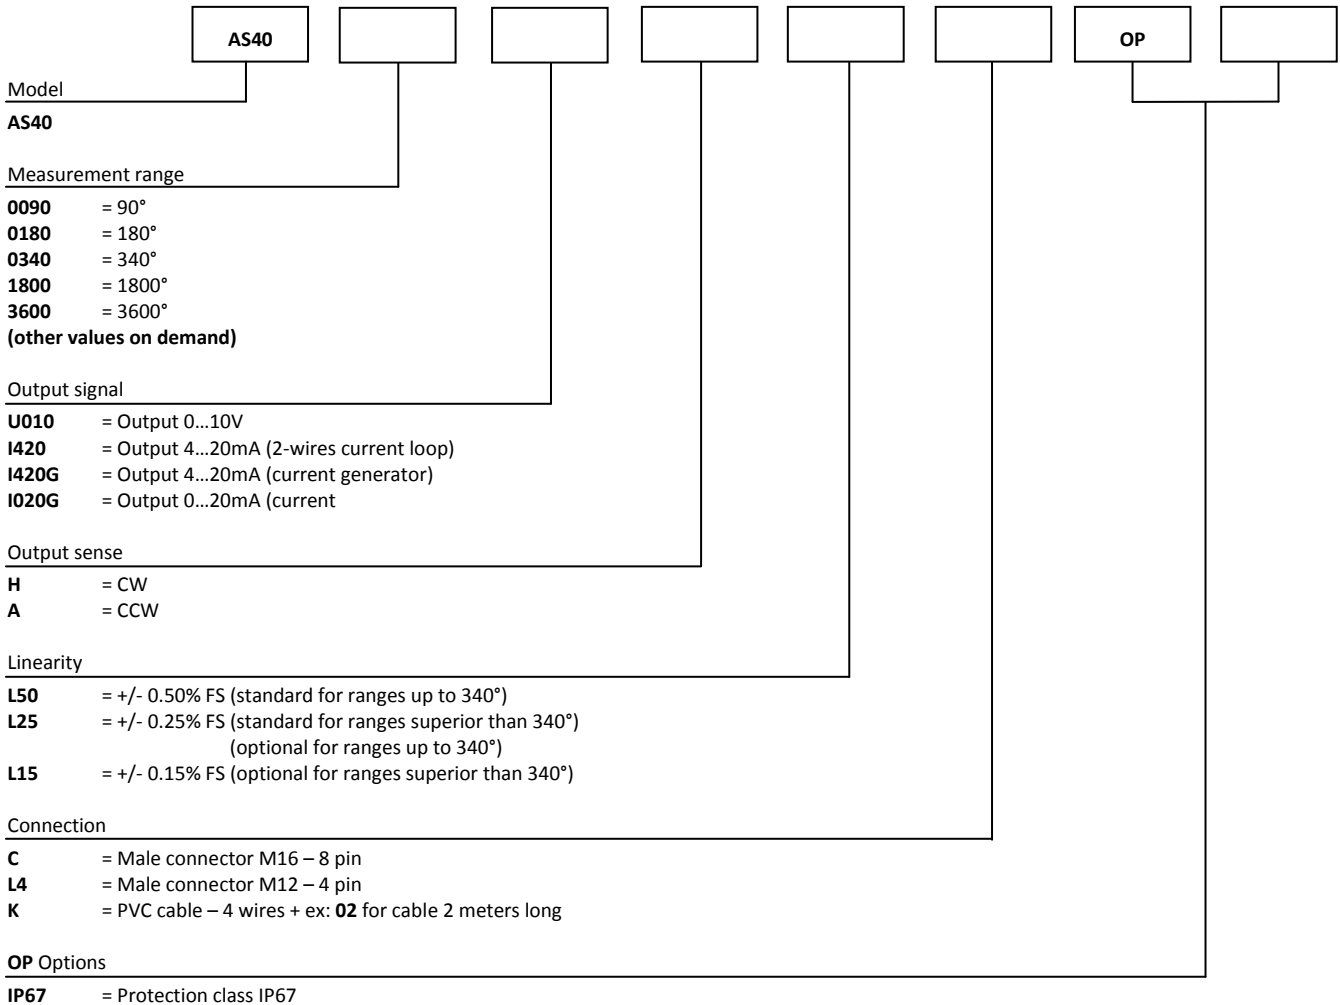 AS40 OP
Model
AS40
Measurement range
0090 = 90°
0180 = 180°
0340 = 340°
1800 = 1800°
3600 = 3600°
(other values on demand)
Output signal
U010 = Output 0…10V
I420 = Output 4…20mA (2-wires current loop)
I420G = Output 4…20mA (current generator)
I020G = Output 0…20mA (current
Output sense
H = CW
A = CCW
Linearity
L50 = +/- 0.50% FS (standard for ranges up to 340°)
L25 = +/- 0.25% FS (standard for ranges superior than 340°)
(optional for ranges up to 340°)
L15 = +/- 0.15% FS (optional for ranges superior than 340°)
Connection
C = Male connector M16 – 8 pin
L4 = Male connector M12 – 4 pin
K = PVC cable – 4 wires + ex: 02 for cable 2 meters long
OP Options
IP67 = Protection class IP67